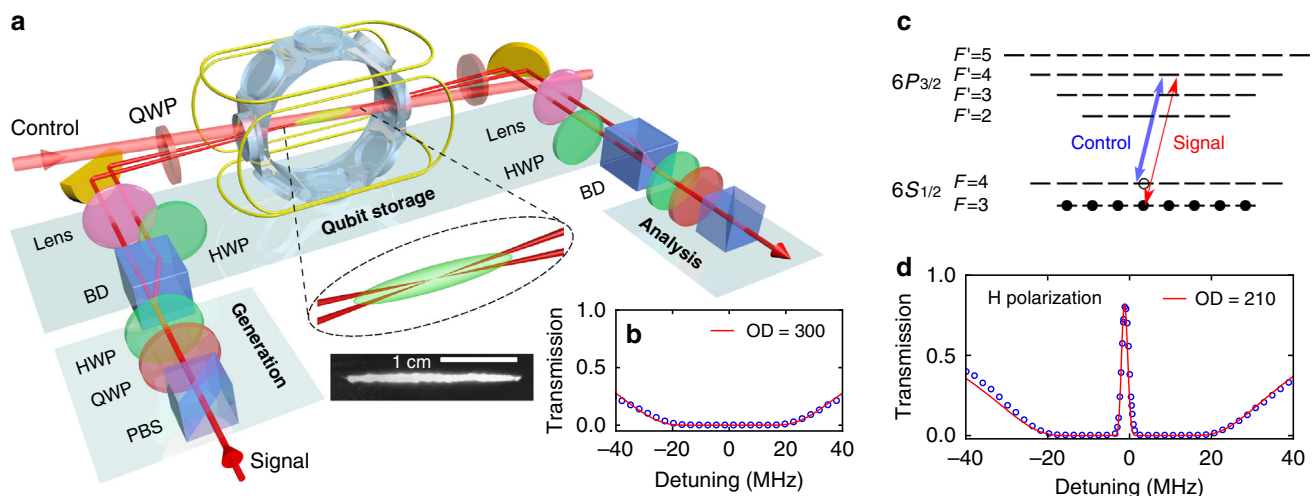 a
Control
QWP
Lens
HWP
BD
Qubit storage
Lens
HWP
BD
Analysis
HWP
QWP
PBS
Generation
Signal
1 cm
b
OD = 300
Transmission
1.0
0.5
0.0
−40 −20 0 20 40
Detuning (MHz)
c
6P3/2
F'=5
F'=4
F'=3
F'=2
Control
Signal
6S1/2
F=4
F=3
d
H polarization
OD = 210
Transmission
1.0
0.5
0.0
−40 −20 0 20 40
Detuning (MHz)